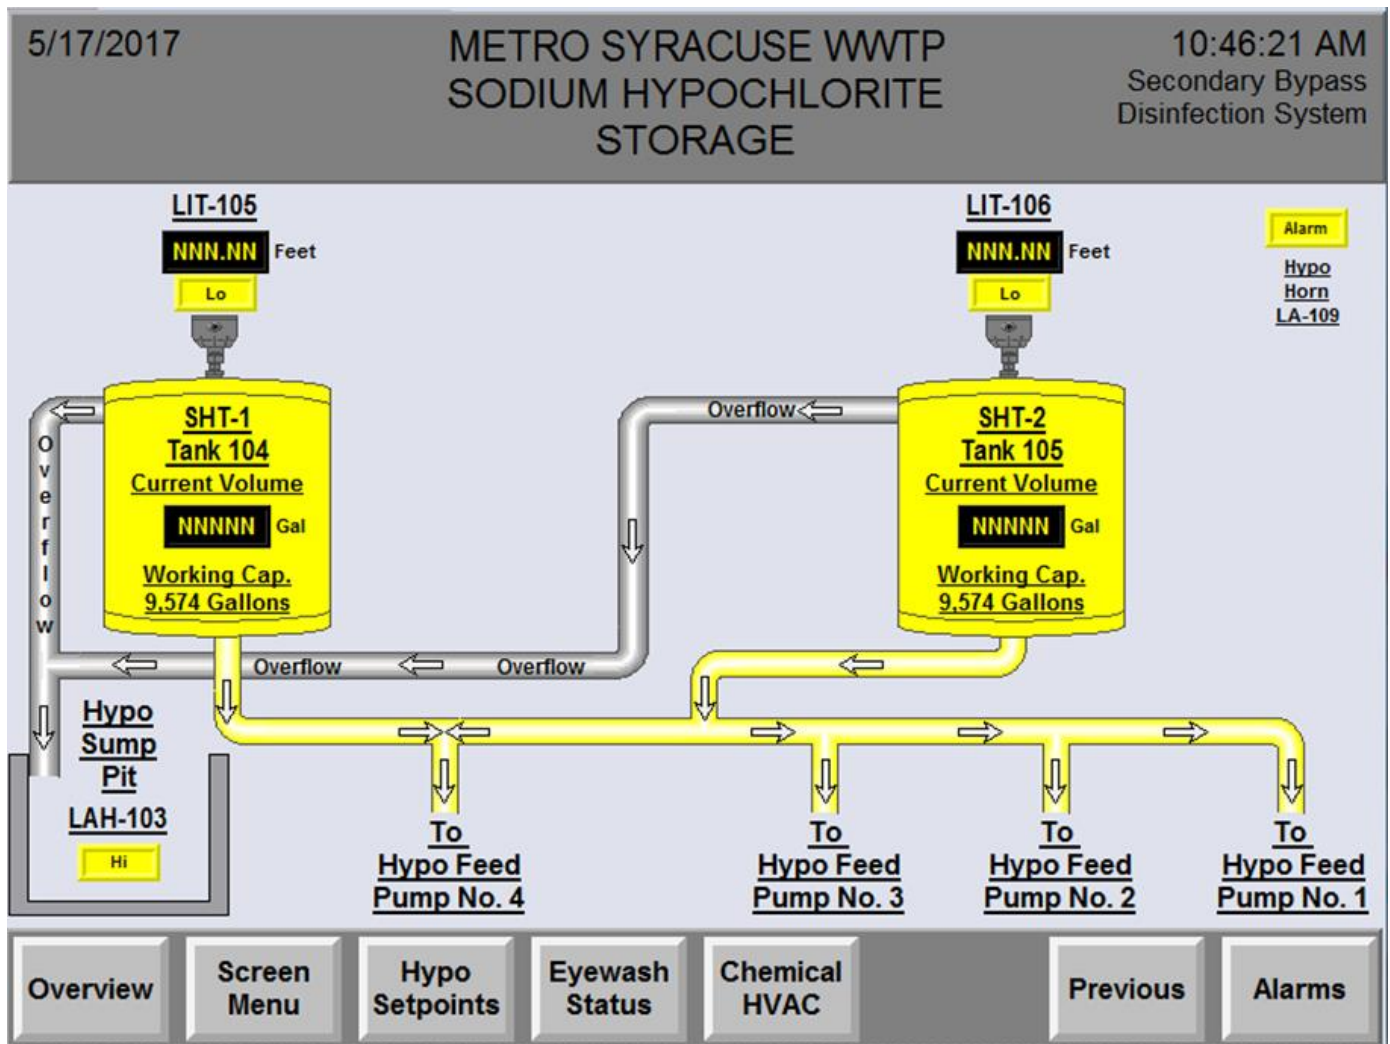 5/17/2017
METRO SYRACUSE WWTP
SODIUM HYPOCHLORITE
STORAGE
10:46:21 AM
Secondary Bypass
Disinfection System
LIT-105
NNN.NN Feet
Lo
LIT-106
NNN.NN Feet
Lo
Alarm
Hypo
Horn
LA-109
Overflow
SHT-1
Tank 104
Current Volume
NNNNN Gal
Working Cap.
9,574 Gallons
Overflow
SHT-2
Tank 105
Current Volume
NNNNN Gal
Working Cap.
9,574 Gallons
Overflow
Overflow
Hypo
Sump
Pit
LAH-103
Hi
To
Hypo Feed
Pump No. 4
To
Hypo Feed
Pump No. 3
To
Hypo Feed
Pump No. 2
To
Hypo Feed
Pump No. 1
Overview
Screen
Menu
Hypo
Setpoints
Eyewash
Status
Chemical
HVAC
Previous
Alarms